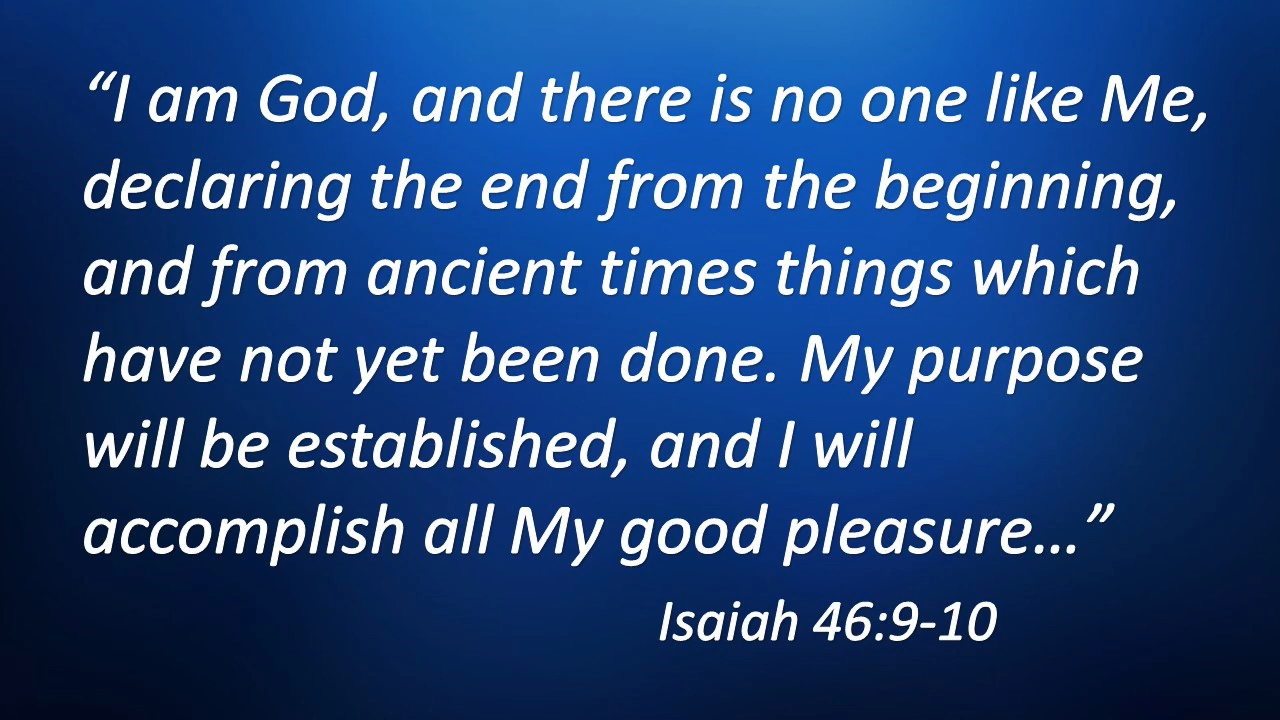 “I am God, and there is no one like Me,
declaring the end from the beginning,
and from ancient times things which
have not yet been done. My purpose
will be established, and I will
accomplish all My good pleasure…”
Isaiah 46:9-10